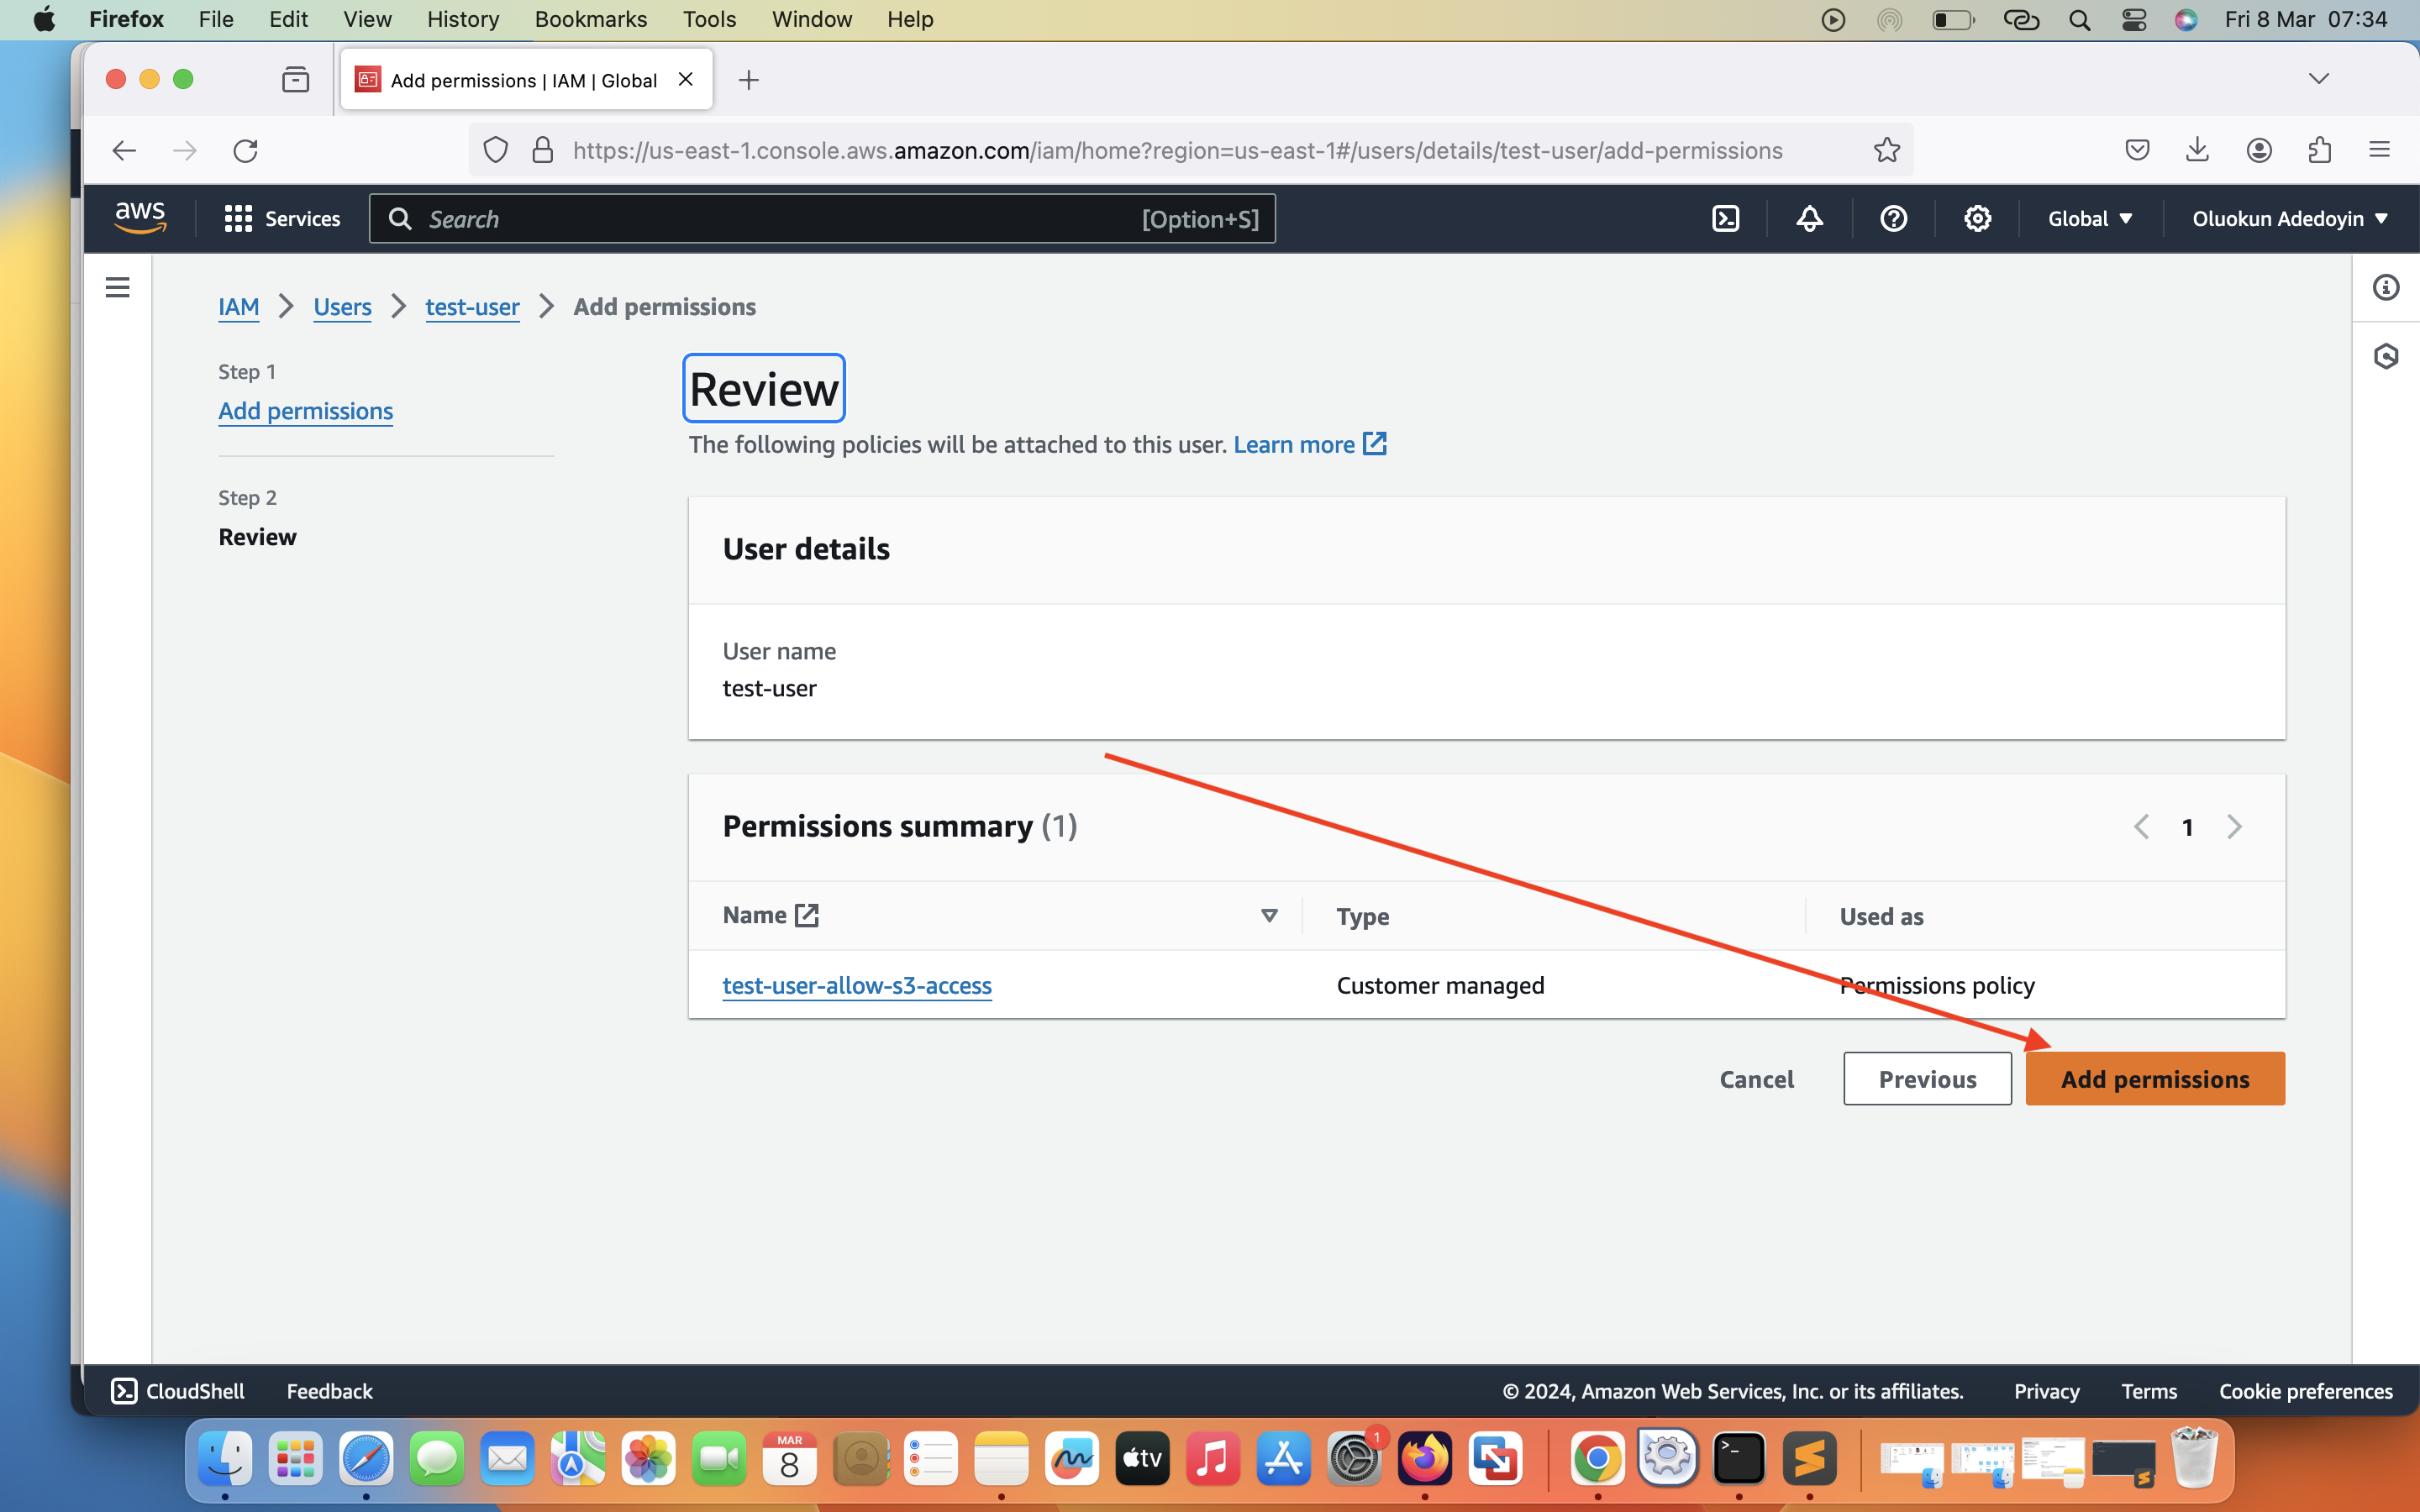 Firefox File Edit View History Bookmarks Tools Window Help Fri 8 Mar 07:34
Add permissions | IAM | Global
https://us-east-1.console.aws.amazon.com/iam/home?region=us-east-1#/users/details/test-user/add-permissions
aws Services Search [Option+S] Global Oluokun Adedoyin
IAM Users test-user Add permissions
Step 1
Add permissions
Step 2
Review
Review
The following policies will be attached to this user. Learn more
User details
User name
test-user
Permissions summary (1)
1
Name Type Used as
test-user-allow-s3-access Customer managed Permissions policy
Cancel Previous Add permissions
CloudShell Feedback © 2024, Amazon Web Services, Inc. or its affiliates. Privacy Terms Cookie preferences
MAR
8
tv
1